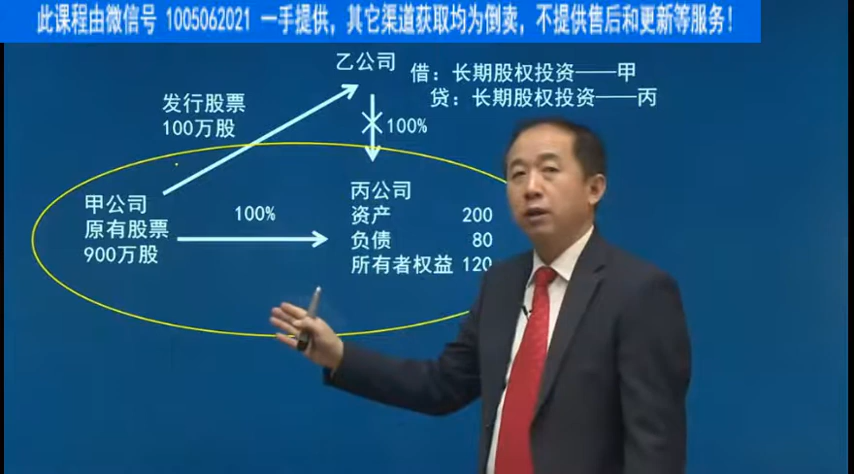 此课程由微信号 1005062021 一手提供，其它渠道获取均为倒卖，不提供售后和更新等服务！
乙公司
借：长期股权投资——甲
贷：长期股权投资——丙
发行股票
100万股
100%
甲公司
原有股票
900万股
100%
丙公司
资产 200
负债 80
所有者权益 120